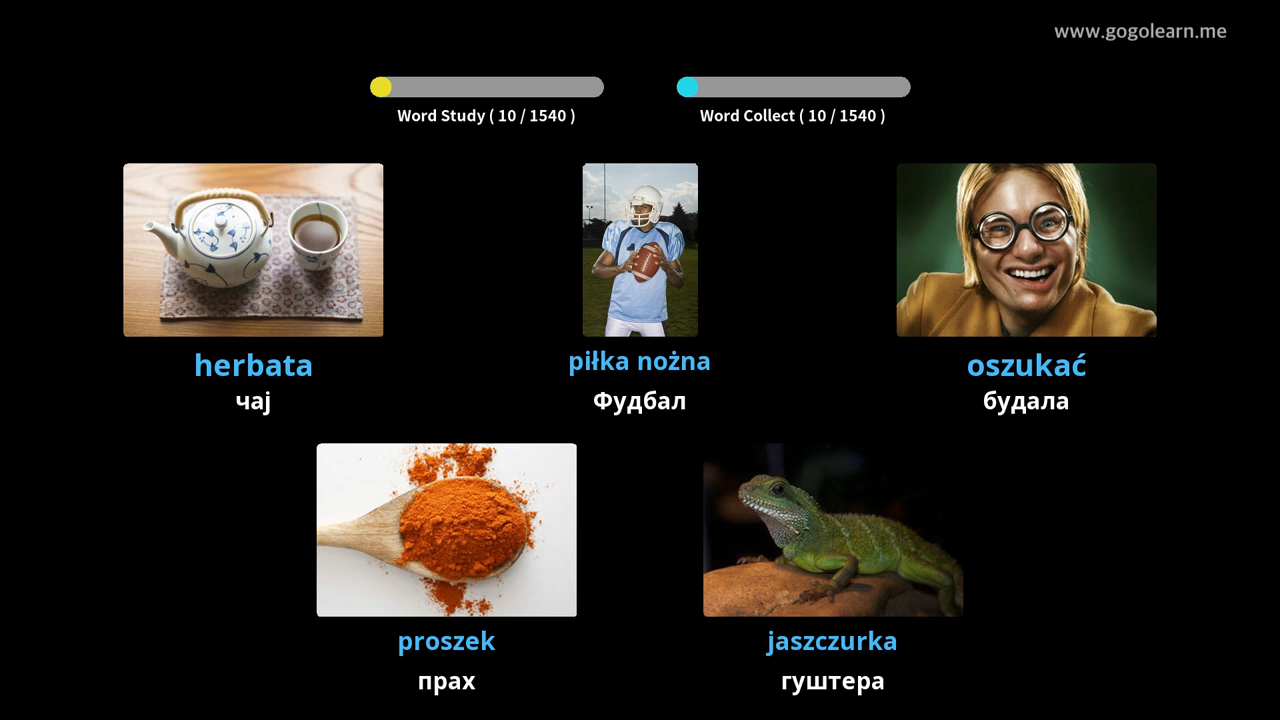 www.gogolearn.me
Word Study ( 10 / 1540 )
Word Collect ( 10 / 1540 )
herbata
чај
piłka nożna
Фудбал
oszukać
будала
proszek
прах
jaszczurka
гуштера